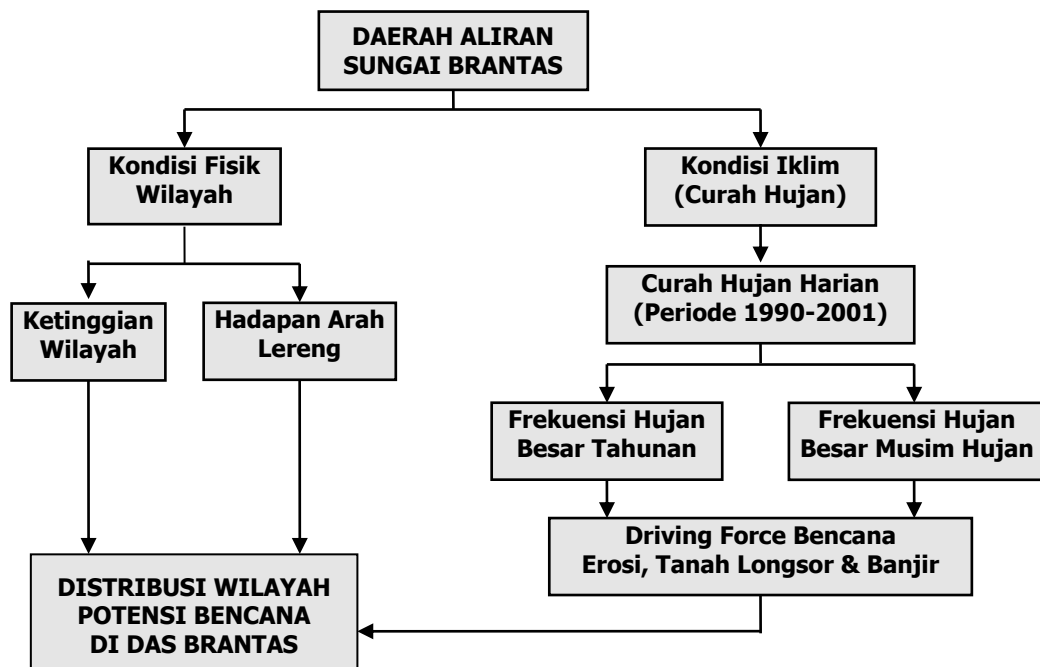 DAERAH ALIRAN
SUNGAI BRANTAS
Kondisi Fisik
Wilayah
Kondisi Iklim
(Curah Hujan)
Curah Hujan Harian
(Periode 1990-2001)
Ketinggian
Wilayah
Hadapan Arah
Lereng
Frekuensi Hujan
Besar Tahunan
Frekuensi Hujan
Besar Musim Hujan
Driving Force Bencana
Erosi, Tanah Longsor & Banjir
DISTRIBUSI WILAYAH
POTENSI BENCANA
DI DAS BRANTAS